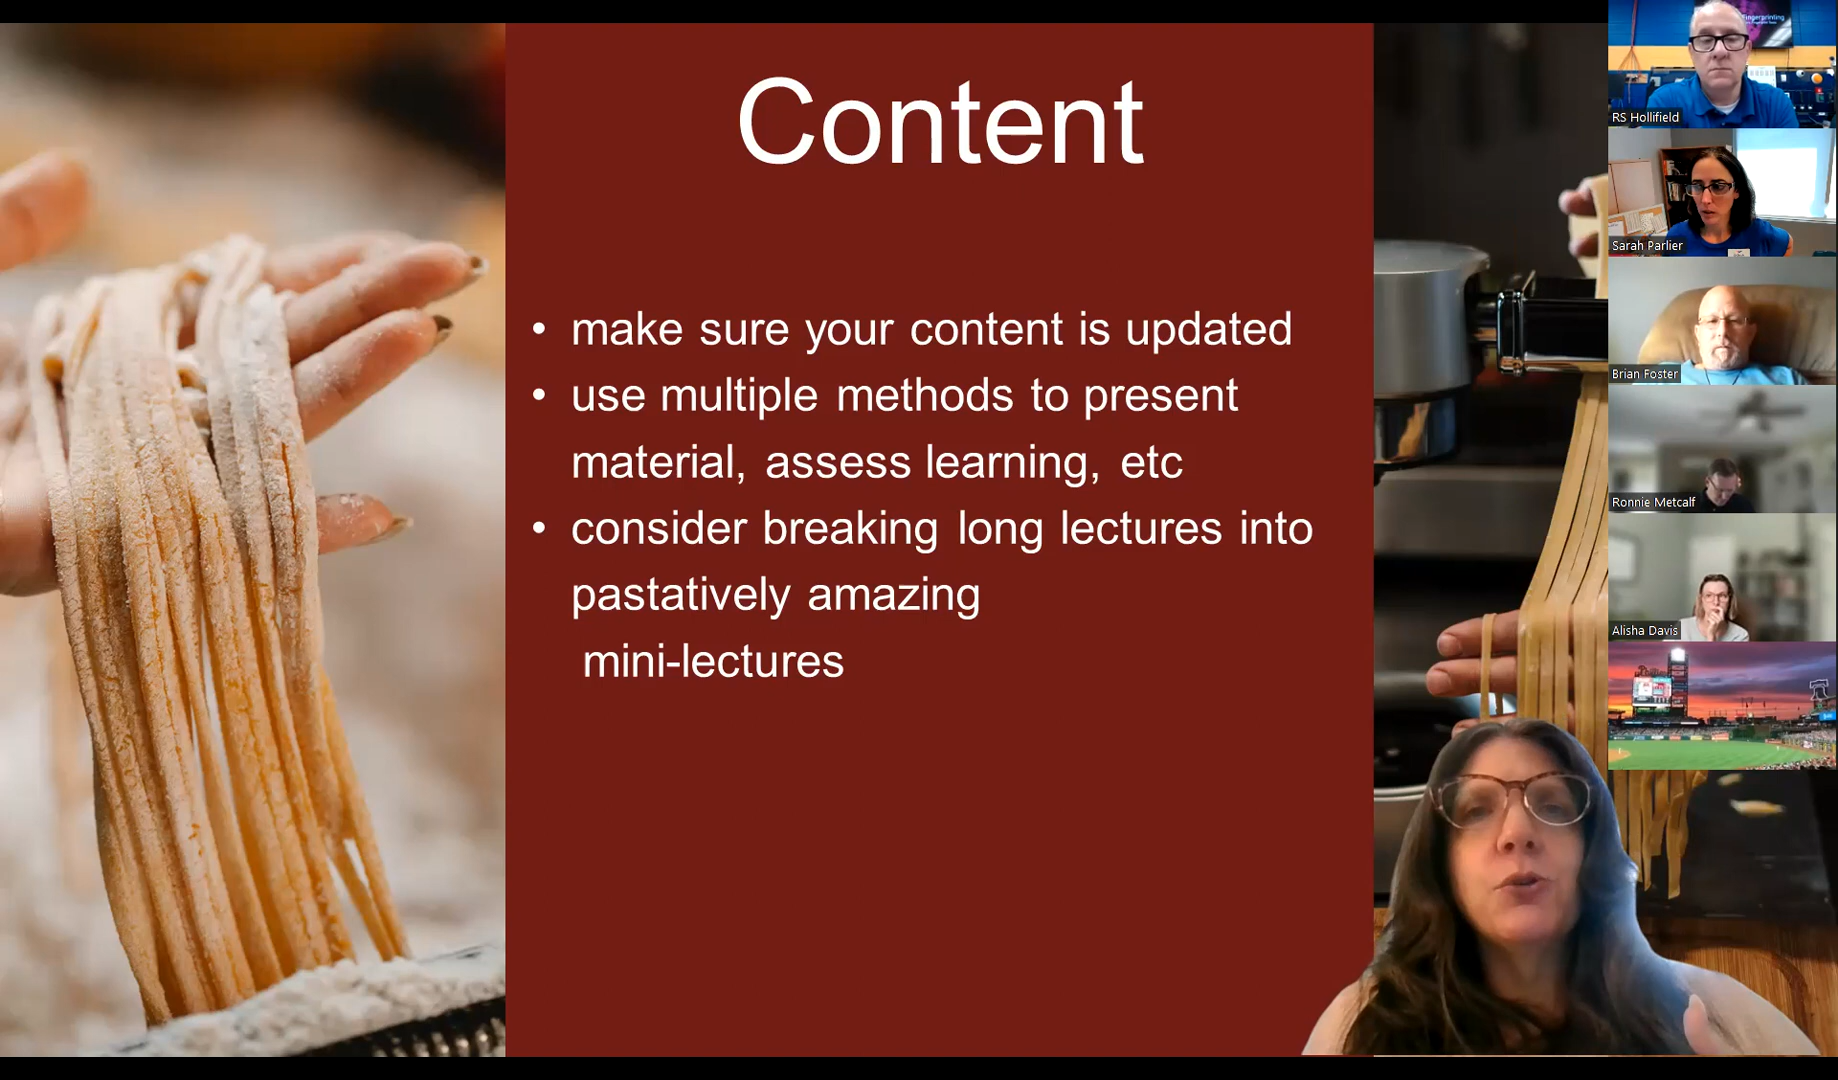 Content
• make sure your content is updated
• use multiple methods to present
material, assess learning, etc
• consider breaking long lectures into
pastatively amazing
mini-lectures
Fingerprinting
RS Hollifield
Sarah Parlier
Brian Foster
Ronnie Metcalf
Alisha Davis